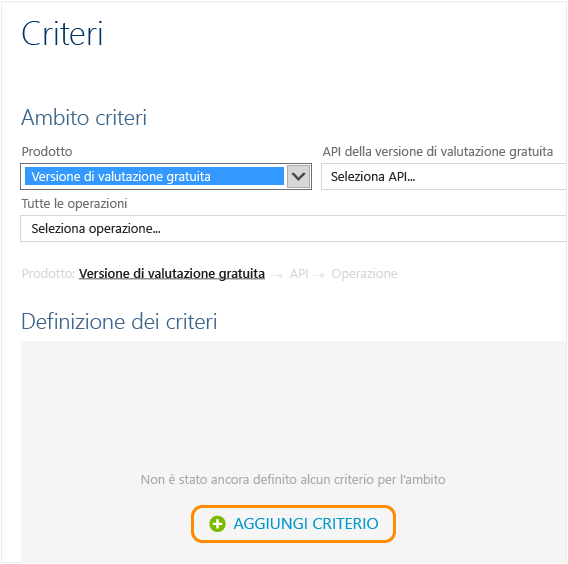 Criteri
Ambito criteri
Prodotto
API della versione di valutazione gratuita
Versione di valutazione gratuita
Seleziona API...
Tutte le operazioni
Seleziona operazione...
Prodotto: Versione di valutazione gratuita → API → Operazione
Definizione dei criteri
Non è stato ancora definito alcun criterio per l'ambito
AGGIUNGI CRITERIO